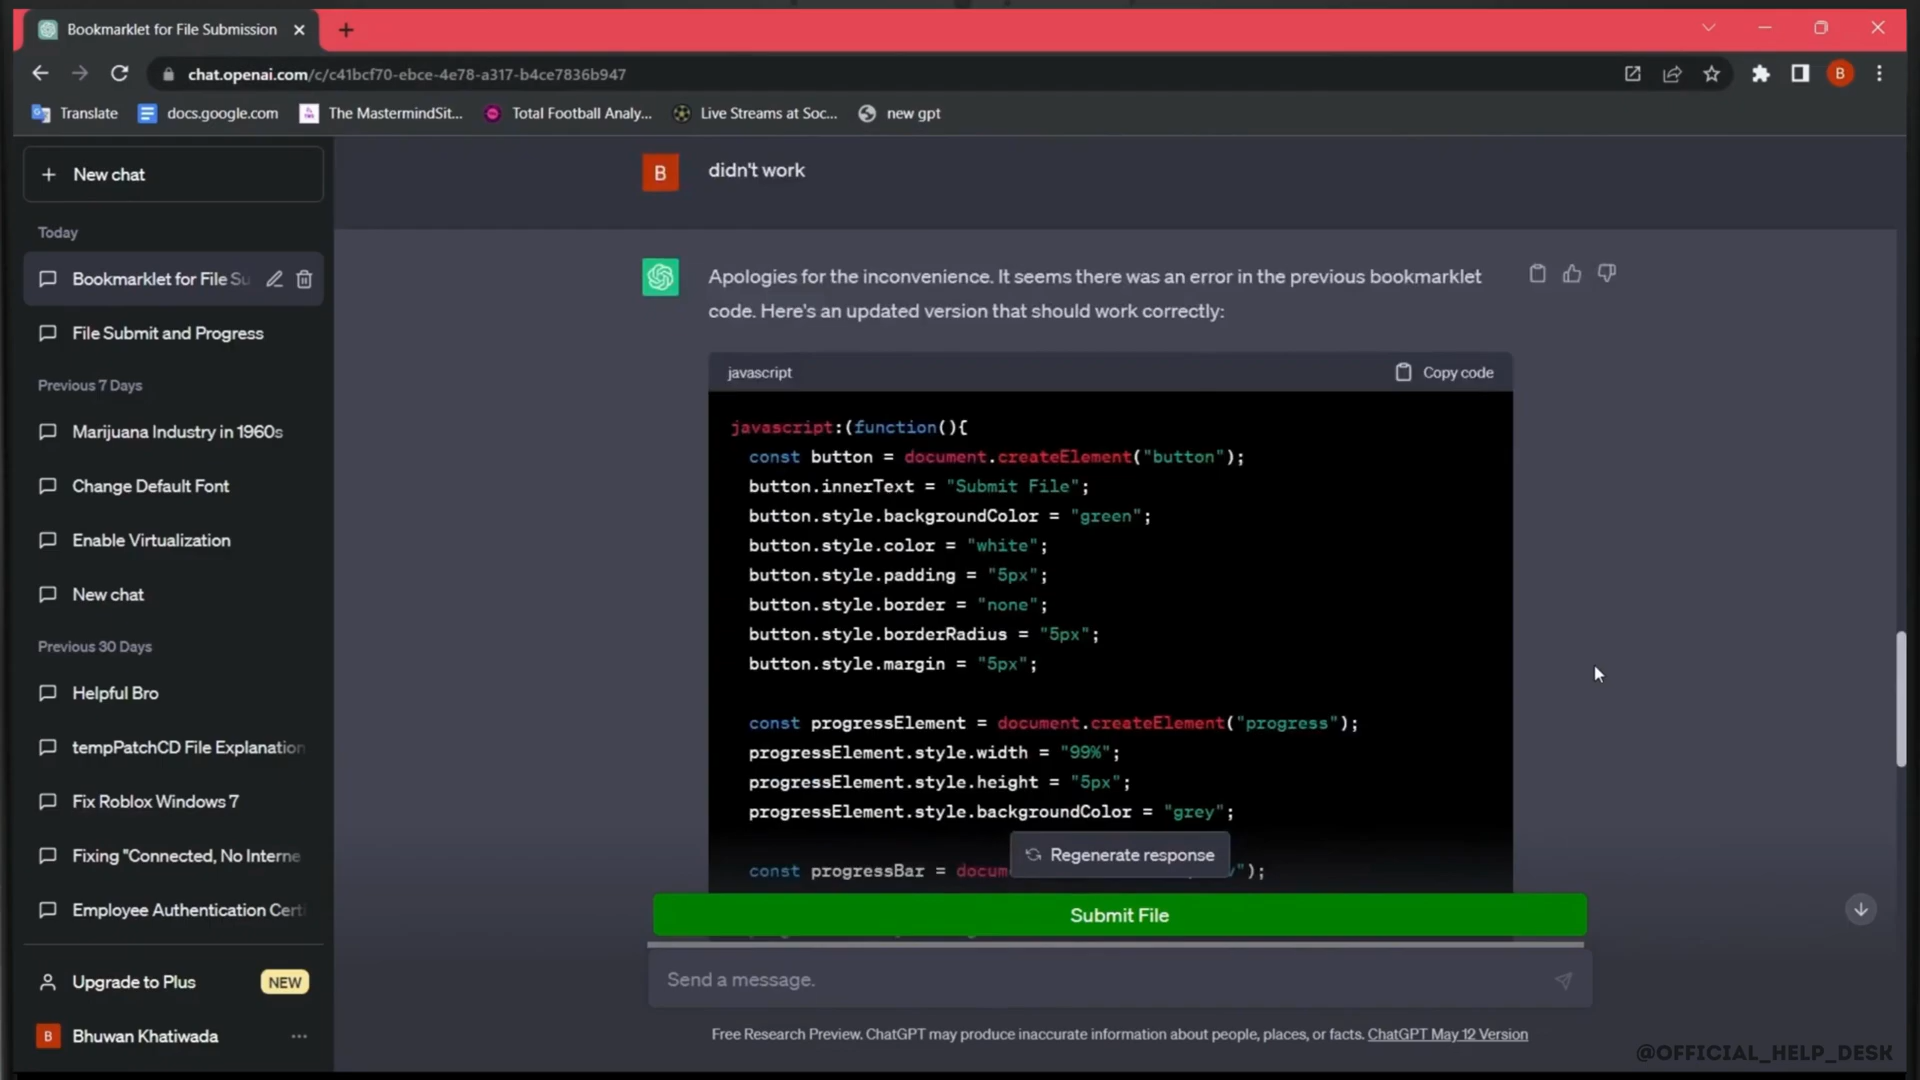 Bookmarklet for File Submission
chat.openai.com/c/c41bcf70-ebce-4e78-a317-b4ce7836b947
B
Translate
docs.google.com
The MastermindSit...
Total Football Analy...
Live Streams at Soc...
new gpt
New chat
Today
Bookmarklet for File Su
File Submit and Progress
Previous 7 Days
Marijuana Industry in 1960s
Change Default Font
Enable Virtualization
New chat
Previous 30 Days
Helpful Bro
tempPatchCD File Explanation
Fix Roblox Windows 7
Fixing "Connected, No Interne
Employee Authentication Certi
Upgrade to Plus NEW
B Bhuwan Khatiwada
B didn't work
Apologies for the inconvenience. It seems there was an error in the previous bookmarklet
code. Here's an updated version that should work correctly:
javascript Copy code
javascript:(function(){
const button = document.createElement("button");
button.innerText = "Submit File";
button.style.backgroundColor = "green";
button.style.color = "white";
button.style.padding = "5px";
button.style.border = "none";
button.style.borderRadius = "5px";
button.style.margin = "5px";
const progressElement = document.createElement("progress");
progressElement.style.width = "99%";
progressElement.style.height = "5px";
progressElement.style.backgroundColor = "grey";
Regenerate response
const progressBar = docum ");
Submit File
Send a message.
Free Research Preview. ChatGPT may produce inaccurate information about people, places, or facts. ChatGPT May 12 Version
@OFFICIAL_HELP_DESK